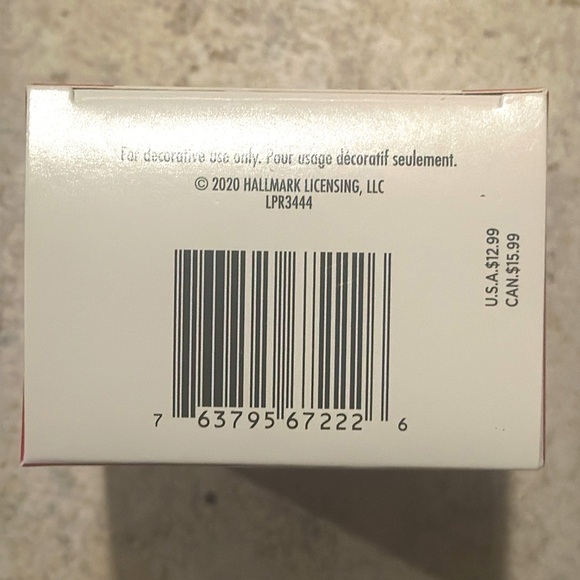 For decorative use only. Pour usage décoratif seulement.
© 2020 HALLMARK LICENSING, LLC
LPR3444
U.S.A.$12.99
CAN.$15.99
7 63795 67222 6